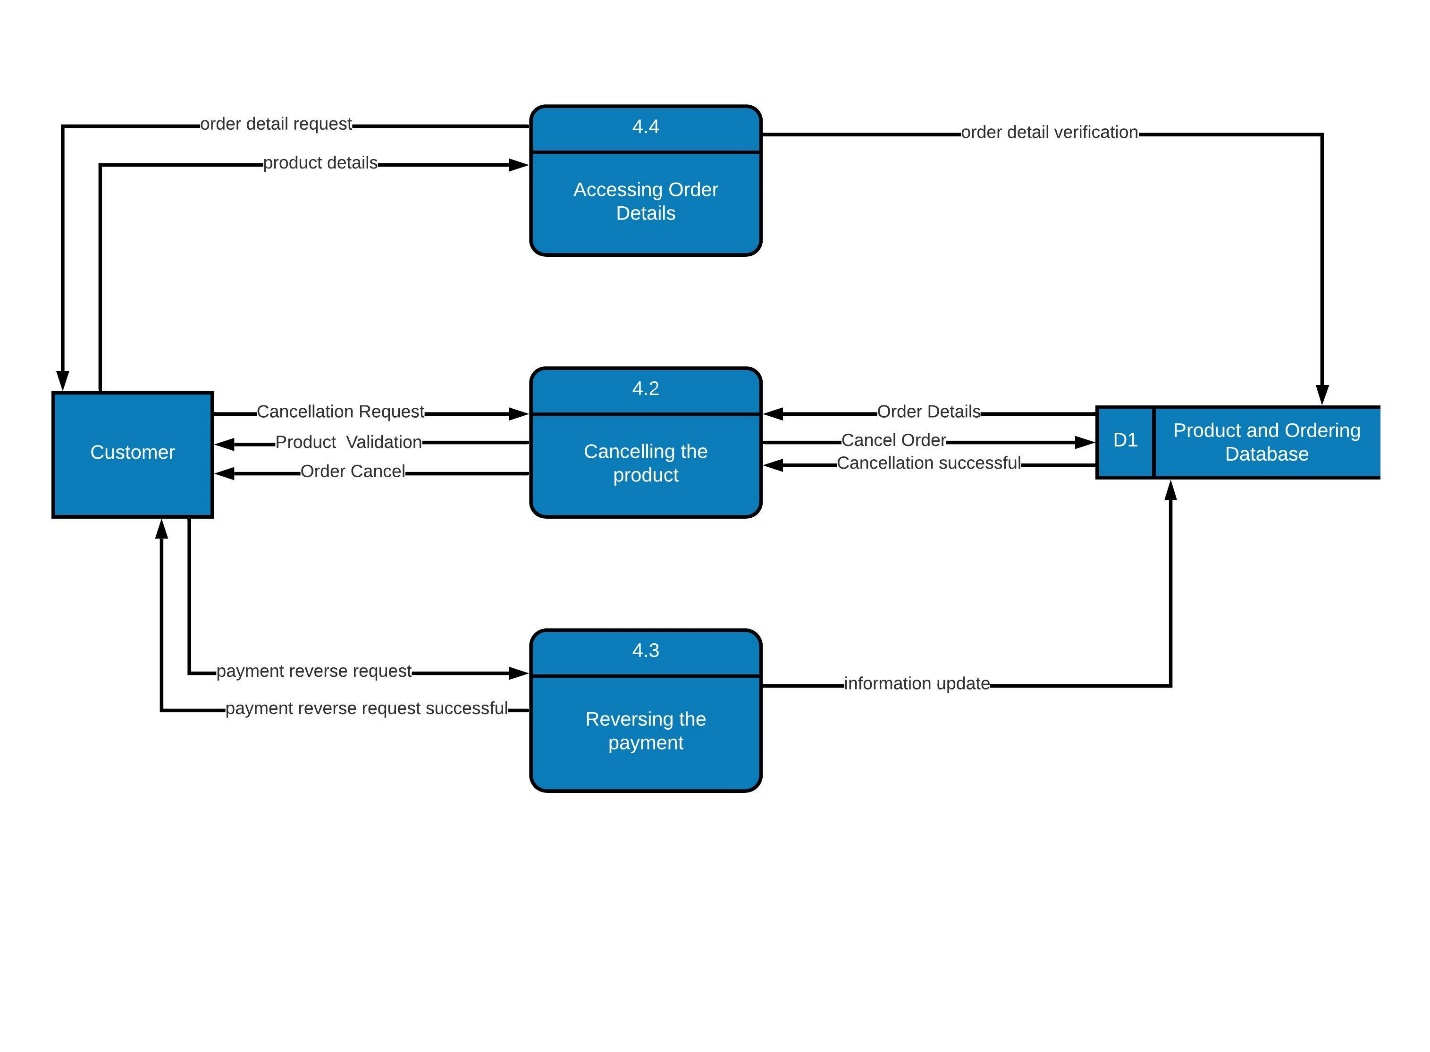 order detail request
product details
4.4
Accessing Order
Details
order detail verification
Customer
Cancellation Request
Product  Validation
Order Cancel
4.2
Cancelling the
product
Order Details
Cancel Order
Cancellation successful
D1
Product and Ordering
Database
payment reverse request
payment reverse request successful
4.3
Reversing the
payment
information update